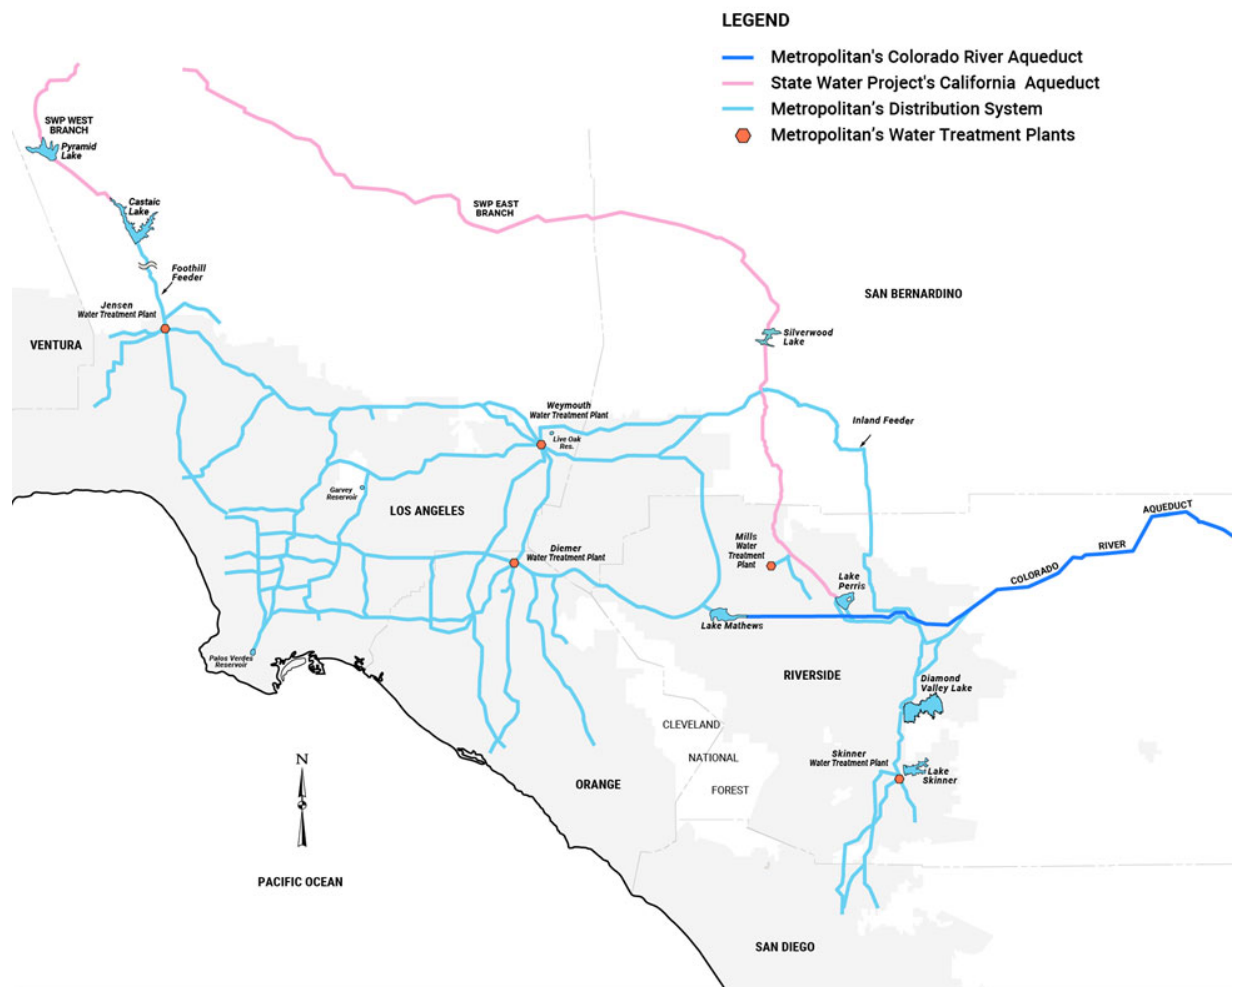 LEGEND
Metropolitan's Colorado River Aqueduct
State Water Project's California Aqueduct
Metropolitan's Distribution System
Metropolitan's Water Treatment Plants
SWP WEST
BRANCH
Pyramid
Lake
Castaic
Lake
SWP EAST
BRANCH
Foothill
Feeder
SAN BERNARDINO
Jensen
Water Treatment Plant
VENTURA
Silverwood
Lake
Weymouth
Water Treatment Plant
Live Oak
Res.
Inland Feeder
Garvey
Reservoir
LOS ANGELES
AQUEDUCT
RIVER
COLORADO
Mills
Water
Treatment
Plant
Diemer
Water Treatment Plant
Lake
Perris
Lake Mathews
Palos Verdes
Reservoir
RIVERSIDE
Diamond
Valley Lake
CLEVELAND
NATIONAL
FOREST
Skinner
Water Treatment Plant
Lake
Skinner
N
ORANGE
PACIFIC OCEAN
SAN DIEGO